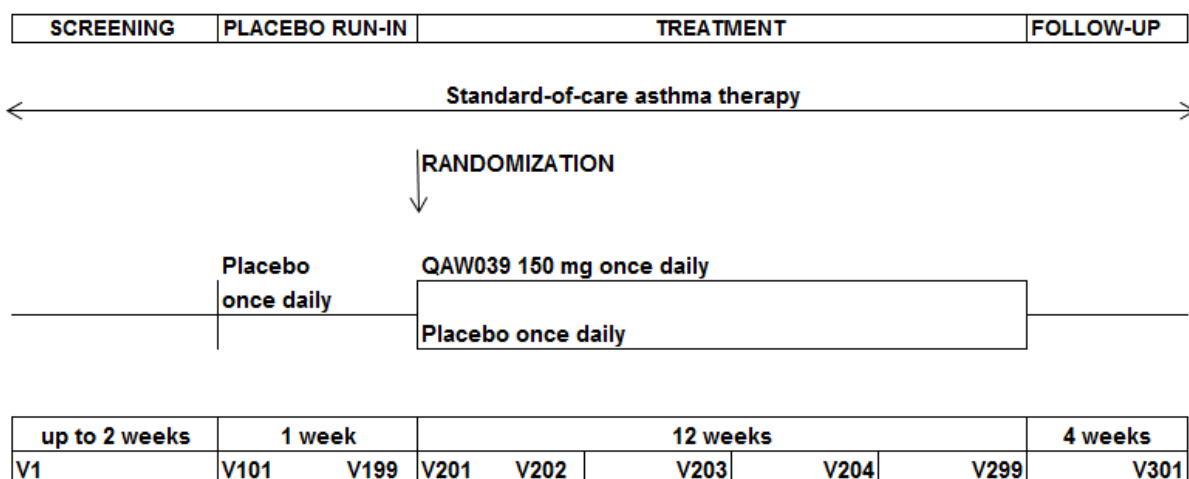 SCREENING PLACEBO RUN-IN TREATMENT FOLLOW-UP
Standard-of-care asthma therapy
RANDOMIZATION
Placebo QAW039 150 mg once daily
once daily
Placebo once daily
up to 2 weeks 1 week 12 weeks 4 weeks
V1 V101 V199 V201 V202 V203 V204 V299 V301